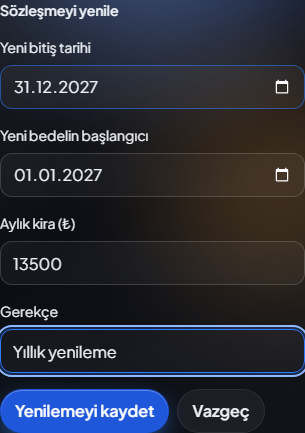 Sözleşmeyi yenile
Yeni bitiş tarihi
31.12.2027
Yeni bedelin başlangıcı
01.01.2027
Aylık kira (₺)
13500
Gerekçe
Yıllık yenileme
Yenilemeyi kaydet
Vazgeç